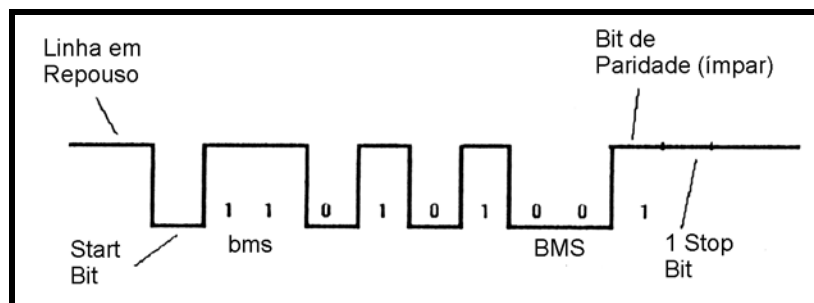 Linha em
Repouso
Bit de
Paridade (ímpar)
1 1 0 1 0 1 0 0 1
Start
Bit
bms
BMS
1 Stop
Bit